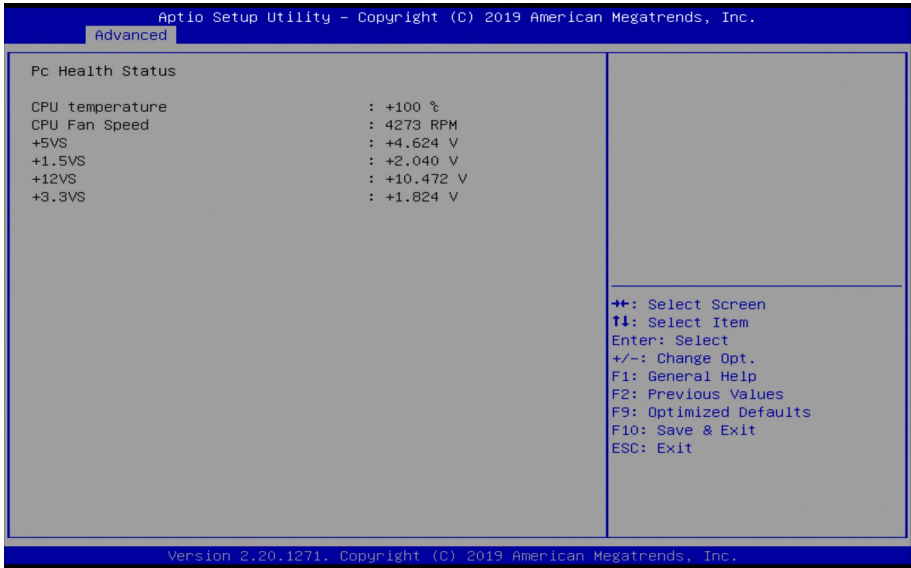 Aptio Setup Utility – Copyright (C) 2019 American Megatrends, Inc.
Advanced
Pc Health Status
CPU temperature : +100 ℃
CPU Fan Speed : 4273 RPM
+5VS : +4.624 V
+1.5VS : +2.040 V
+12VS : +10.472 V
+3.3VS : +1.824 V
→←: Select Screen
↑↓: Select Item
Enter: Select
+/-: Change Opt.
F1: General Help
F2: Previous Values
F9: Optimized Defaults
F10: Save & Exit
ESC: Exit
Version 2.20.1271. Copyright (C) 2019 American Megatrends, Inc.